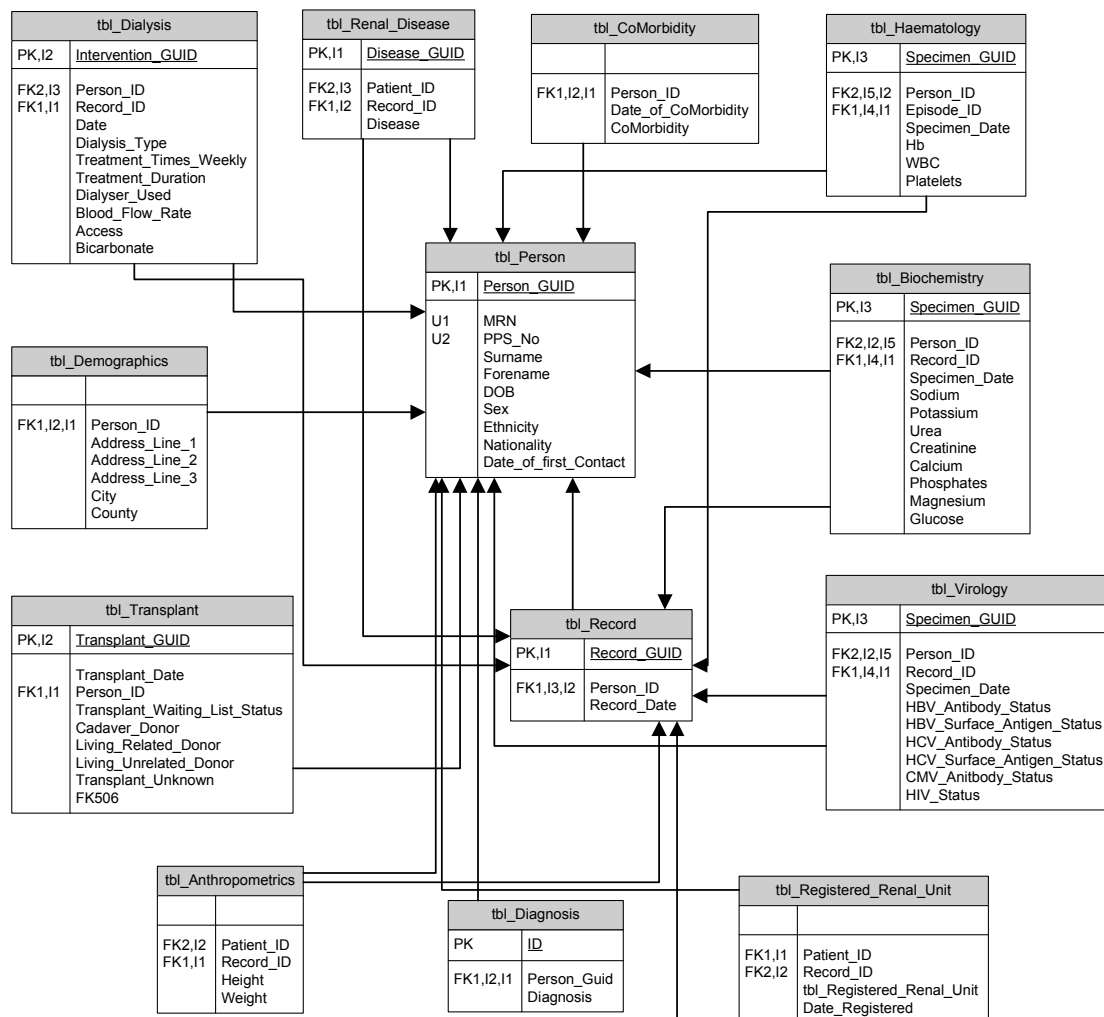 tbl_Dialysis
PK,I2 Intervention_GUID
FK2,I3 Person_ID
FK1,I1 Record_ID
Date
Dialysis_Type
Treatment_Times_Weekly
Treatment_Duration
Dialyser_Used
Blood_Flow_Rate
Access
Bicarbonate
tbl_Renal_Disease
PK,I1 Disease_GUID
FK2,I3 Patient_ID
FK1,I2 Record_ID
Disease
tbl_CoMorbidity
FK1,I2,I1 Person_ID
Date_of_CoMorbidity
CoMorbidity
tbl_Haematology
PK,I3 Specimen_GUID
FK2,I5,I2 Person_ID
FK1,I4,I1 Episode_ID
Specimen_Date
Hb
WBC
Platelets
tbl_Person
PK,I1 Person_GUID
U1 MRN
U2 PPS_No
Surname
Forename
DOB
Sex
Ethnicity
Nationality
Date_of_first_Contact
tbl_Biochemistry
PK,I3 Specimen_GUID
FK2,I2,I5 Person_ID
FK1,I4,I1 Record_ID
Specimen_Date
Sodium
Potassium
Urea
Creatinine
Calcium
Phosphates
Magnesium
Glucose
tbl_Demographics
FK1,I2,I1 Person_ID
Address_Line_1
Address_Line_2
Address_Line_3
City
County
tbl_Transplant
PK,I2 Transplant_GUID
Transplant_Date
FK1,I1 Person_ID
Transplant_Waiting_List_Status
Cadaver_Donor
Living_Related_Donor
Living_Unrelated_Donor
Transplant_Unknown
FK506
tbl_Record
PK,I1 Record_GUID
FK1,I3,I2 Person_ID
Record_Date
tbl_Virology
PK,I3 Specimen_GUID
FK2,I2,I5 Person_ID
FK1,I4,I1 Record_ID
Specimen_Date
HBV_Antibody_Status
HBV_Surface_Antigen_Status
HCV_Antibody_Status
HCV_Surface_Antigen_Status
CMV_Anitbody_Status
HIV_Status
tbl_Anthropometrics
FK2,I2 Patient_ID
FK1,I1 Record_ID
Height
Weight
tbl_Diagnosis
PK ID
FK1,I2,I1 Person_Guid
Diagnosis
tbl_Registered_Renal_Unit
FK1,I1 Patient_ID
FK2,I2 Record_ID
tbl_Registered_Renal_Unit
Date_Registered